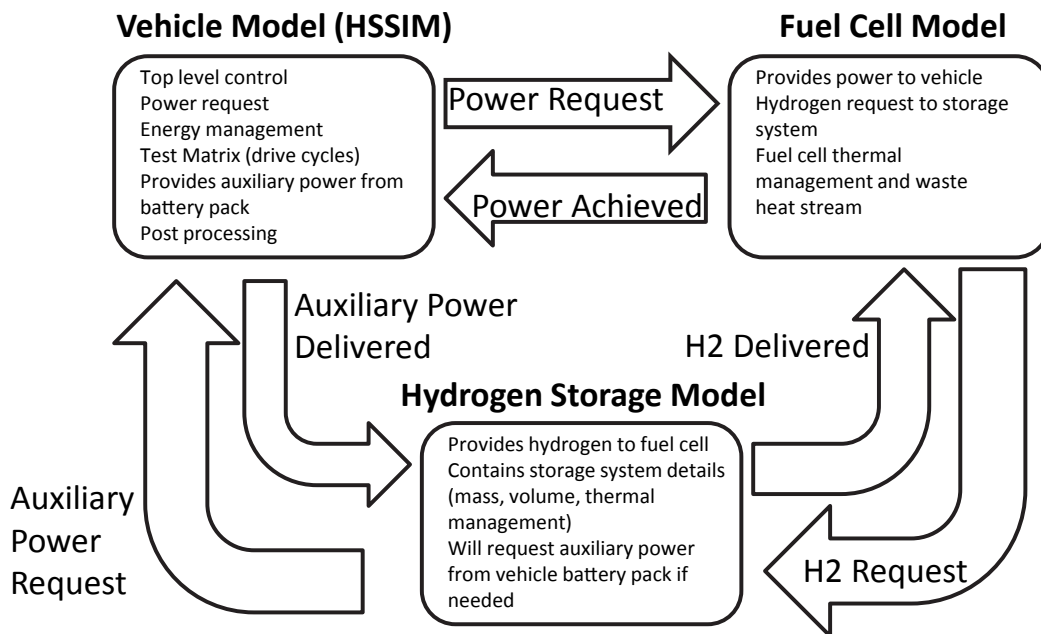 Vehicle Model (HSSIM)
Top level control
Power request
Energy management
Test Matrix (drive cycles)
Provides auxiliary power from
battery pack
Post processing
Power Request
Power Achieved
Fuel Cell Model
Provides power to vehicle
Hydrogen request to storage
system
Fuel cell thermal
management and waste
heat stream
Auxiliary Power
Delivered
H2 Delivered
Hydrogen Storage Model
Provides hydrogen to fuel cell
Contains storage system details
(mass, volume, thermal
management)
Will request auxiliary power
from vehicle battery pack if
needed
Auxiliary
Power
Request
H2 Request